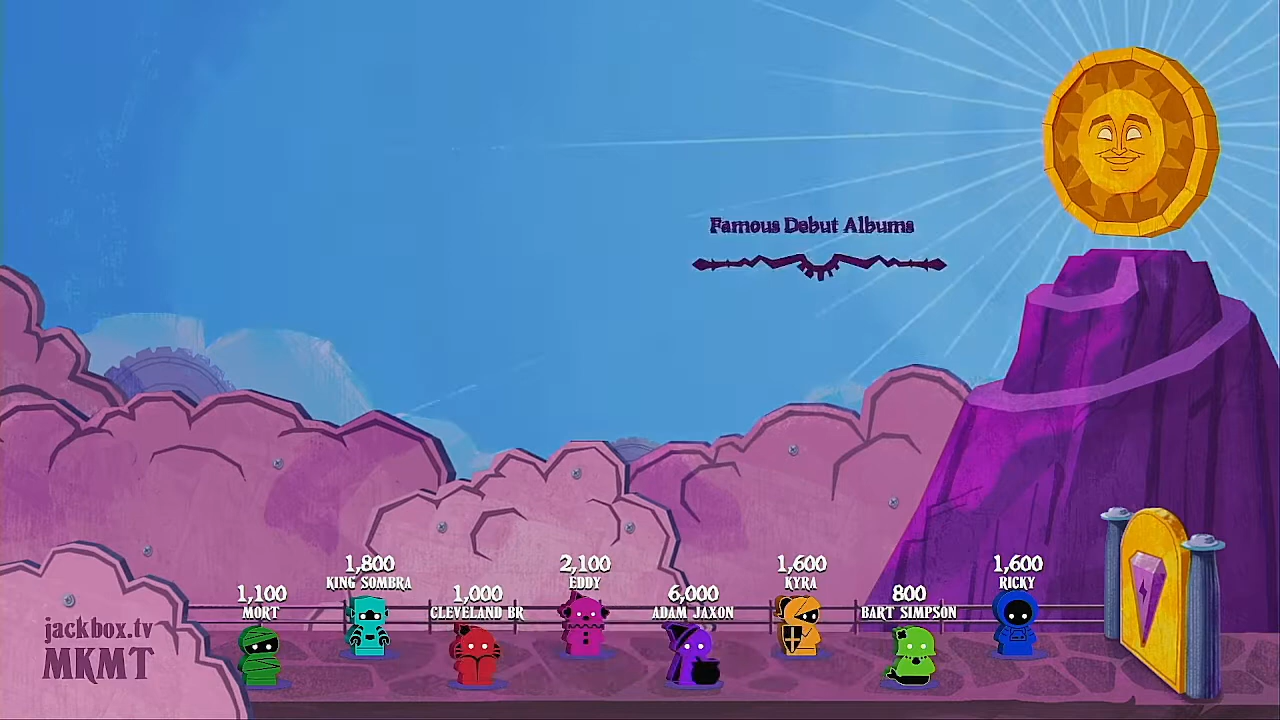 Famous Debut Albums
1,800
KING SOMBRA
2,100
EDDY
1,600
KYRA
1,600
RICKY
1,100
MORT
1,000
CLEVELAND BR
6,000
ADAM JAXON
800
BART SIMPSON
jackbox.tv
MKMT